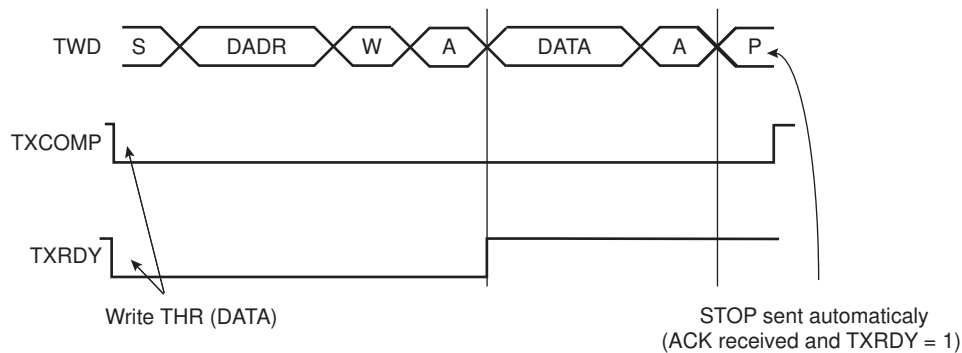 TWD S DADR W A DATA A P
TXCOMP
TXRDY
Write THR (DATA)
STOP sent automaticaly
(ACK received and TXRDY = 1)